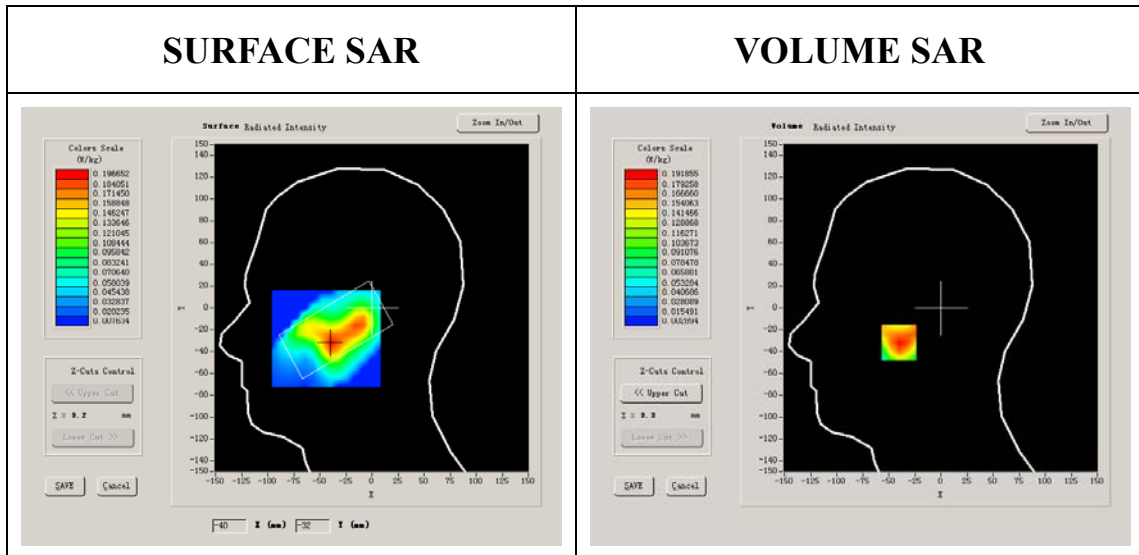 SURFACE SAR
Surface Radiated Intensity
Zoom In/Out
Colors Scale
(W/kg)
0.196652
0.184051
0.171450
0.158848
0.146247
0.133646
0.121045
0.108444
0.095842
0.083241
0.070640
0.058039
0.045438
0.032837
0.020235
0.007634
150
140
120
100
80
60
40
20
0
-20
-40
-60
-80
-100
-120
-140
-150
Y
-150 -125 -100 -75 -50 -25 0 25 50 75 100 125 150
X
Z-Cuts Control
<< Upper Cut
Z = 3.2 mm
Lower Cut >>
SAVE Cancel
-40 X (mm) -32 Y (mm)
VOLUME SAR
Volume Radiated Intensity
Zoom In/Out
Colors Scale
(W/kg)
0.191855
0.179258
0.166660
0.154063
0.141466
0.128868
0.116271
0.103673
0.091076
0.078478
0.065881
0.053284
0.040686
0.028089
0.015491
0.002894
150
140
120
100
80
60
40
20
0
-20
-40
-60
-80
-100
-120
-140
-150
Y
-150 -125 -100 -75 -50 -25 0 25 50 75 100 125 150
X
Z-Cuts Control
<< Upper Cut
Z = 3.3 mm
Lower Cut >>
SAVE Cancel